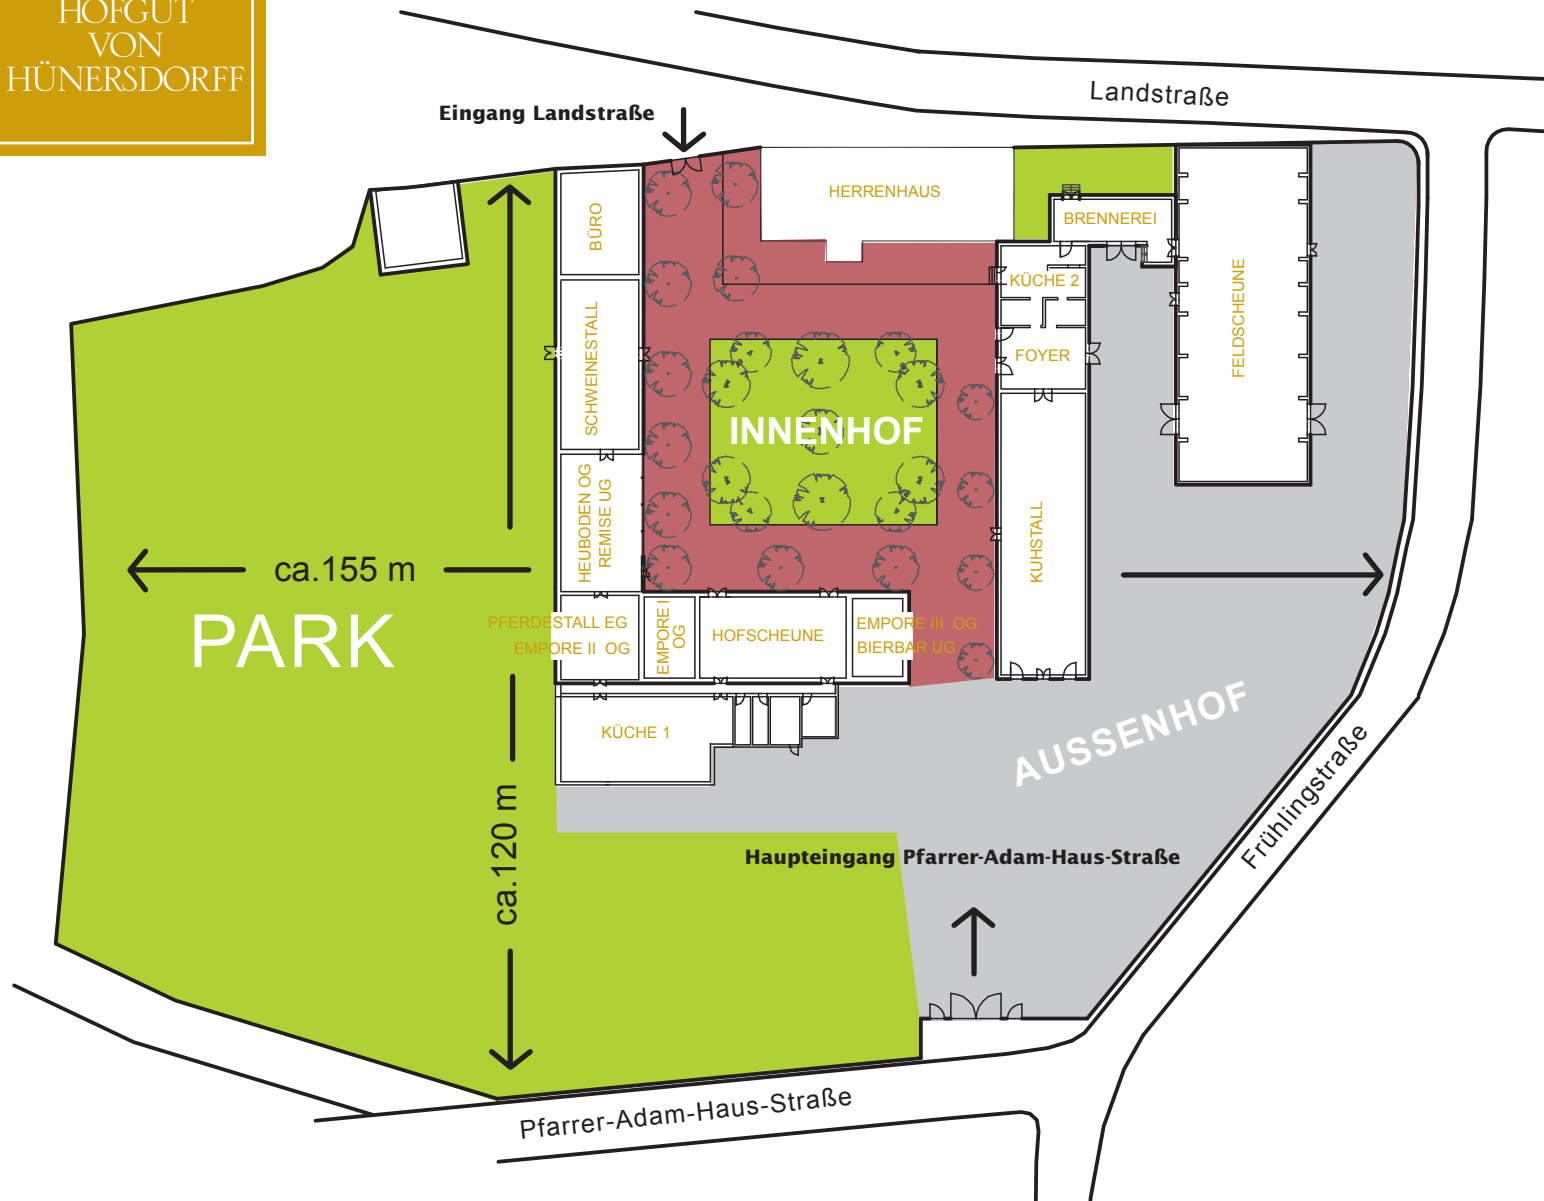 HOFGUT
VON
HÜNERSDORFF
Landstraße
Eingang Landstraße
HERRENHAUS
BÜRO
BRENNEREI
KÜCHE 2
FELDSCHEUNE
SCHWEINESTALL
FOYER
INNENHOF
HEUBODEN OG
REMISE UG
KUHSTALL
ca.155 m
PARK
PFERDESTALL EG
EMPORE II OG
EMPORE I
OG
HOFSCHEUNE
EMPORE III OG
BIERBAR UG
KÜCHE 1
AUSSENHOF
ca.120 m
Frühlingstraße
Haupteingang Pfarrer-Adam-Haus-Straße
Pfarrer-Adam-Haus-Straße